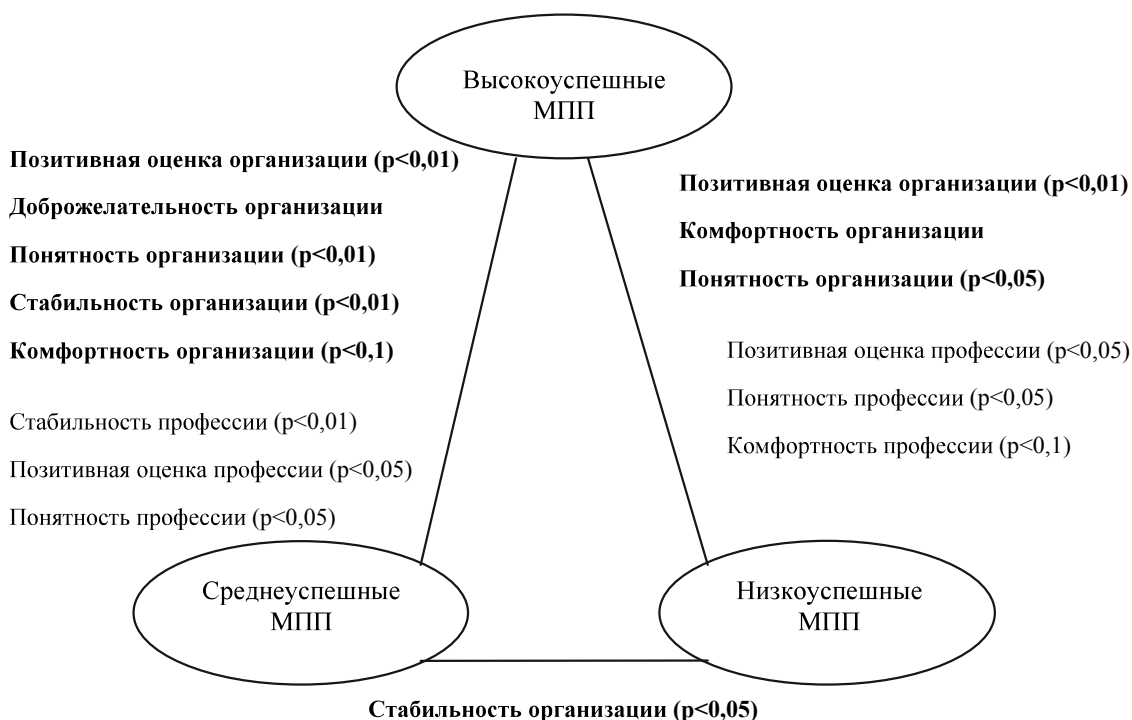 Высокоуспешные
МПП
Позитивная оценка организации (p<0,01)
Доброжелательность организации
Понятность организации (p<0,01)
Стабильность организации (p<0,01)
Комфортность организации (p<0,1)
Стабильность профессии (p<0,01)
Позитивная оценка профессии (p<0,05)
Понятность профессии (p<0,05)
Позитивная оценка организации (p<0,01)
Комфортность организации
Понятность организации (p<0,05)
Позитивная оценка профессии (p<0,05)
Понятность профессии (p<0,05)
Комфортность профессии (p<0,1)
Среднеуспешные
МПП
Низкоуспешные
МПП
Стабильность организации (p<0,05)